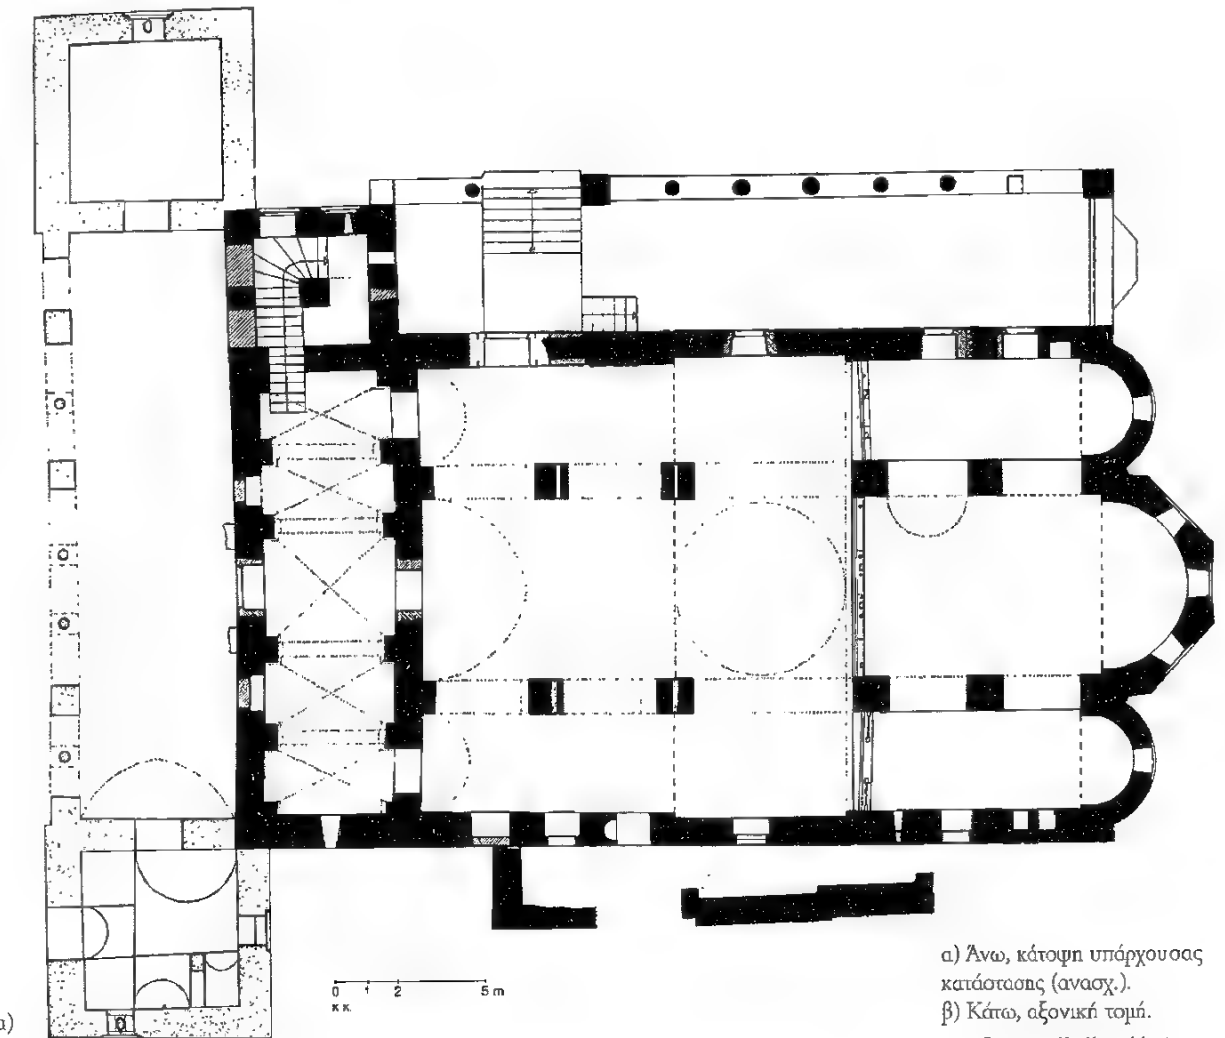 0 1 2 5 m
κ κ.
α) Άνω, κάτοψη υπάρχουσας
κατάστασης (ανασχ.).
β) Κάτω, αξονική τομή.
α)